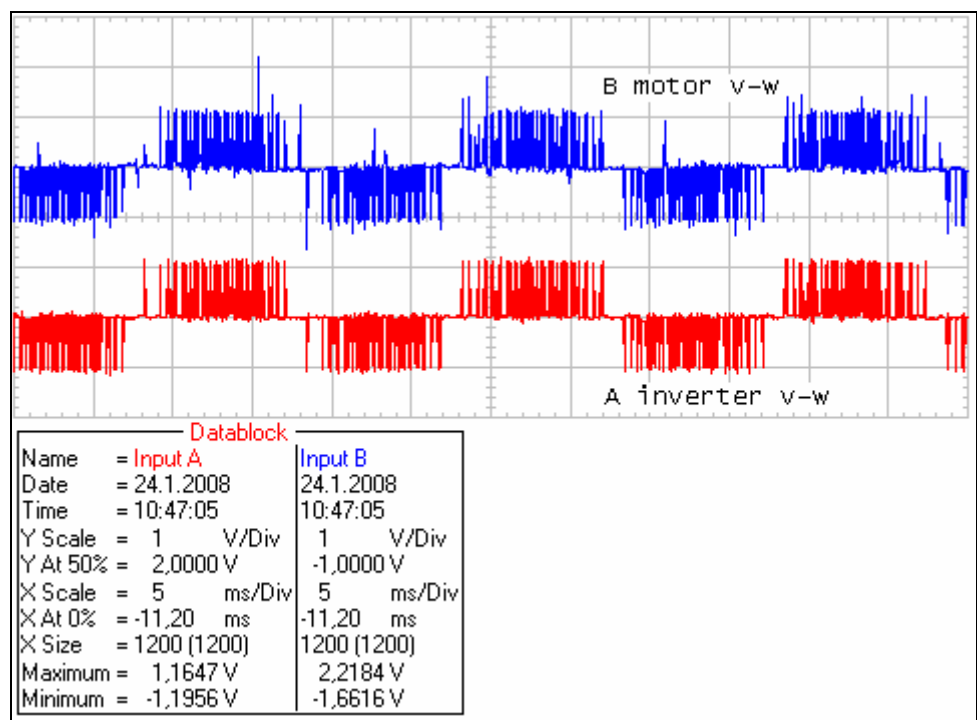 B motor v-w
A inverter v-w
Datablock
Name = Input A Input B
Date = 24.1.2008 24.1.2008
Time = 10:47:05 10:47:05
Y Scale = 1 V/Div 1 V/Div
Y At 50% = 2,0000 V -1,0000 V
X Scale = 5 ms/Div 5 ms/Div
X At 0% = -11,20 ms -11,20 ms
X Size = 1200 (1200) 1200 (1200)
Maximum = 1,1647 V 2,2184 V
Minimum = -1,1956 V -1,6616 V